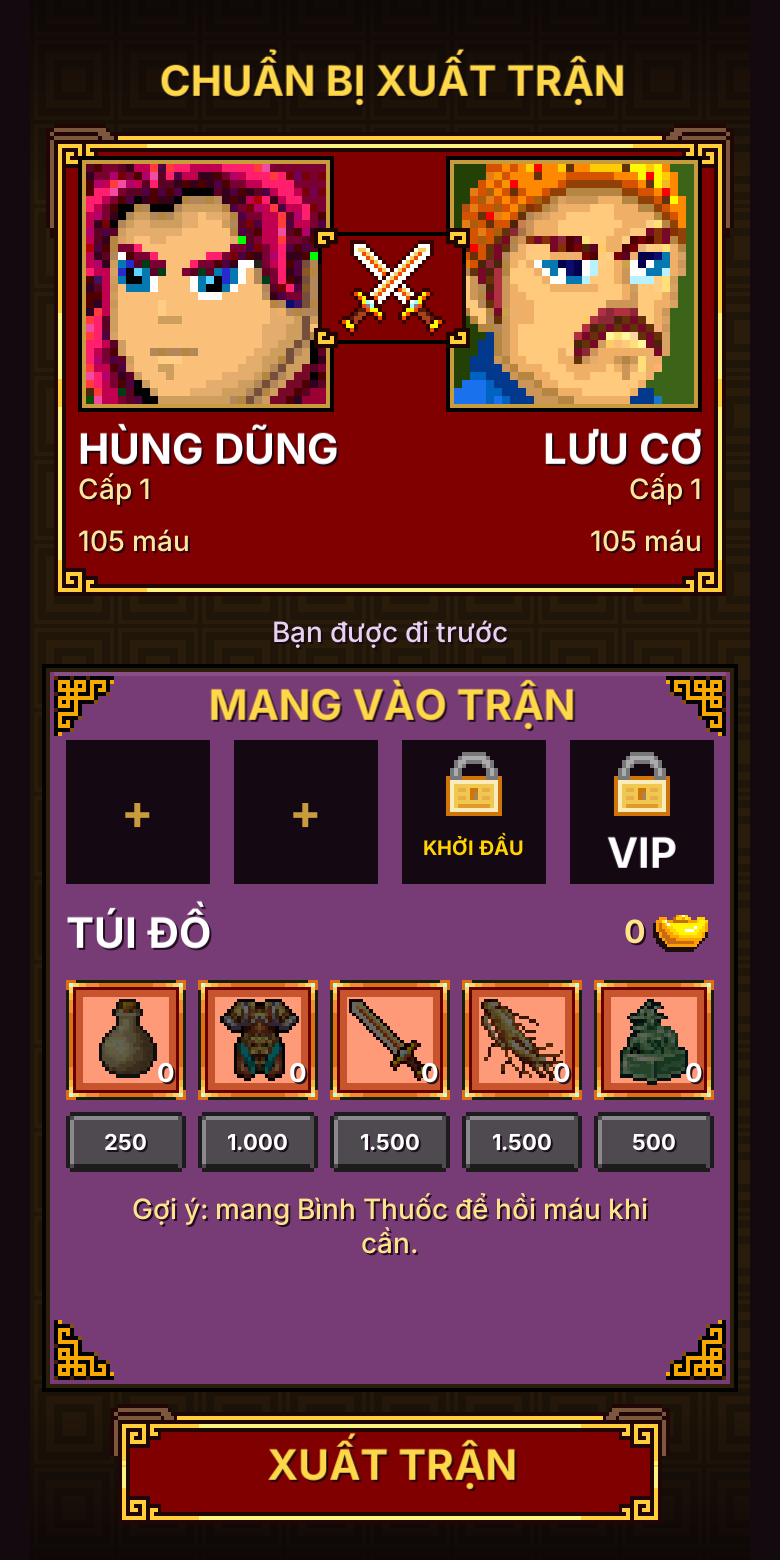 CHUẨN BỊ XUẤT TRẬN
HÙNG DŨNG
LƯU CƠ
Cấp 1
Cấp 1
105 máu
105 máu
Bạn được đi trước
MANG VÀO TRẬN
+
+
KHỞI ĐẦU
VIP
TÚI ĐỒ
0
0
0
0
0
0
250
1.000
1.500
1.500
500
Gợi ý: mang Bình Thuốc để hồi máu khi
cần.
XUẤT TRẬN